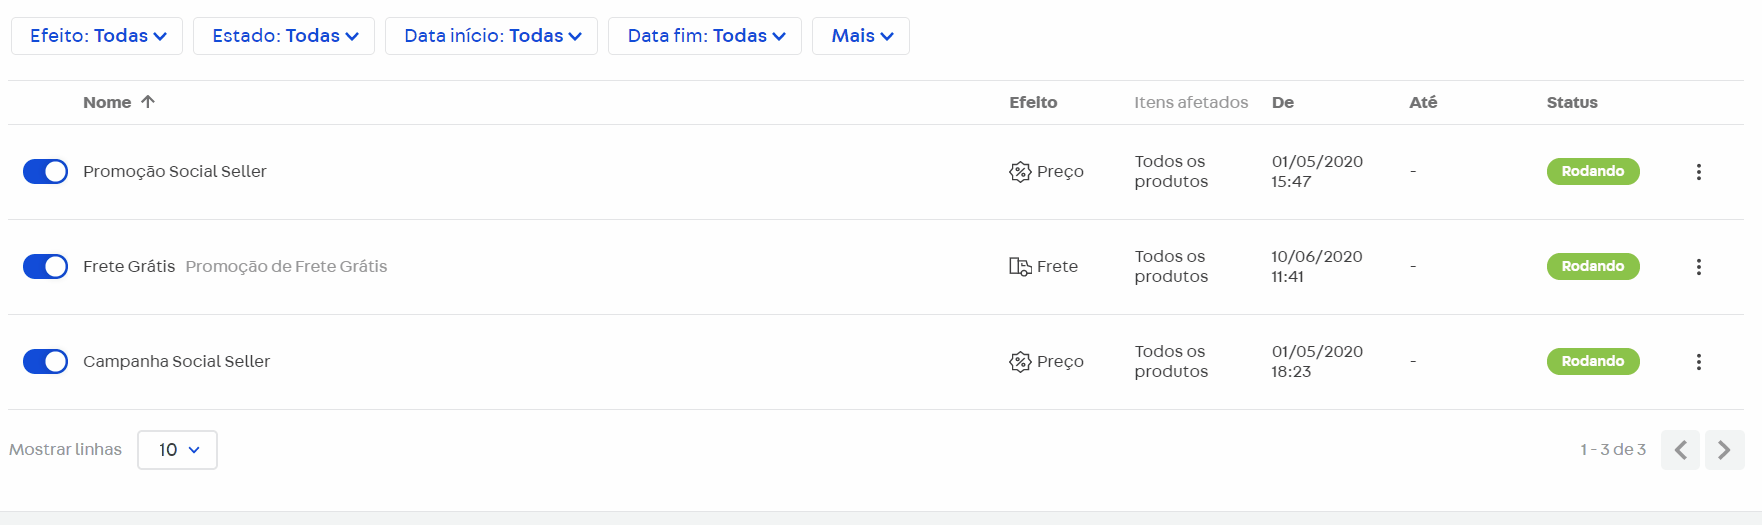 Efeito: Todas Estado: Todas Data início: Todas Data fim: Todas Mais
Nome Efeito Itens afetados De Até Status
Promoção Social Seller Preço Todos os produtos 01/05/2020 15:47 - Rodando
Frete Grátis Promoção de Frete Grátis Frete Todos os produtos 10/06/2020 11:41 - Rodando
Campanha Social Seller Preço Todos os produtos 01/05/2020 18:23 - Rodando
Mostrar linhas 10 1 - 3 de 3